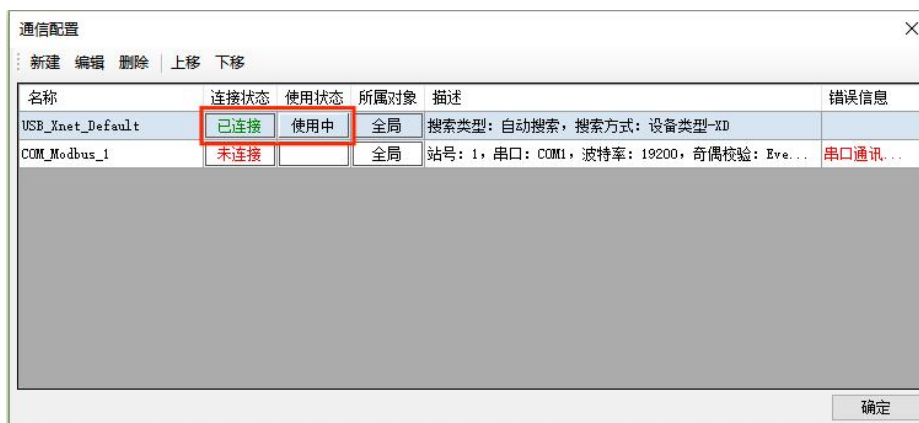 通信配置
新建 编辑 删除 上移 下移
名称 连接状态 使用状态 所属对象 描述 错误信息
USB_Xnet_Default 已连接 使用中 全局 搜索类型: 自动搜索, 搜索方式: 设备类型-XD
COM_Modbus_1 未连接 全局 站号: 1, 串口: COM1, 波特率: 19200, 奇偶校验: Eve... 串口通讯...
确定